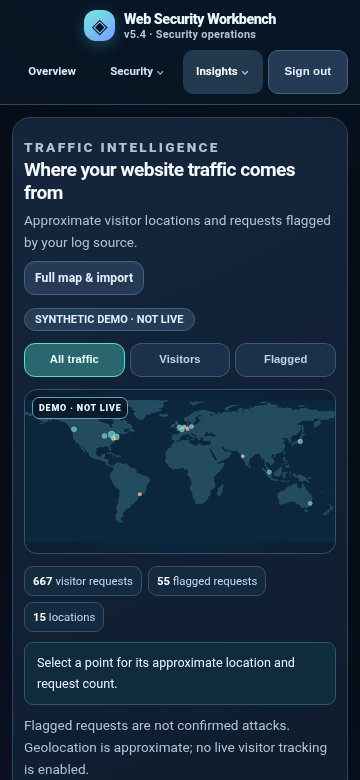 Web Security Workbench
v5.4 · Security operations
Overview
Security
Insights
Sign out
TRAFFIC INTELLIGENCE
Where your website traffic comes
from
Approximate visitor locations and requests flagged
by your log source.
Full map & import
SYNTHETIC DEMO · NOT LIVE
All traffic
Visitors
Flagged
DEMO · NOT LIVE
667 visitor requests
55 flagged requests
15 locations
Select a point for its approximate location and
request count.
Flagged requests are not confirmed attacks.
Geolocation is approximate; no live visitor tracking
is enabled.